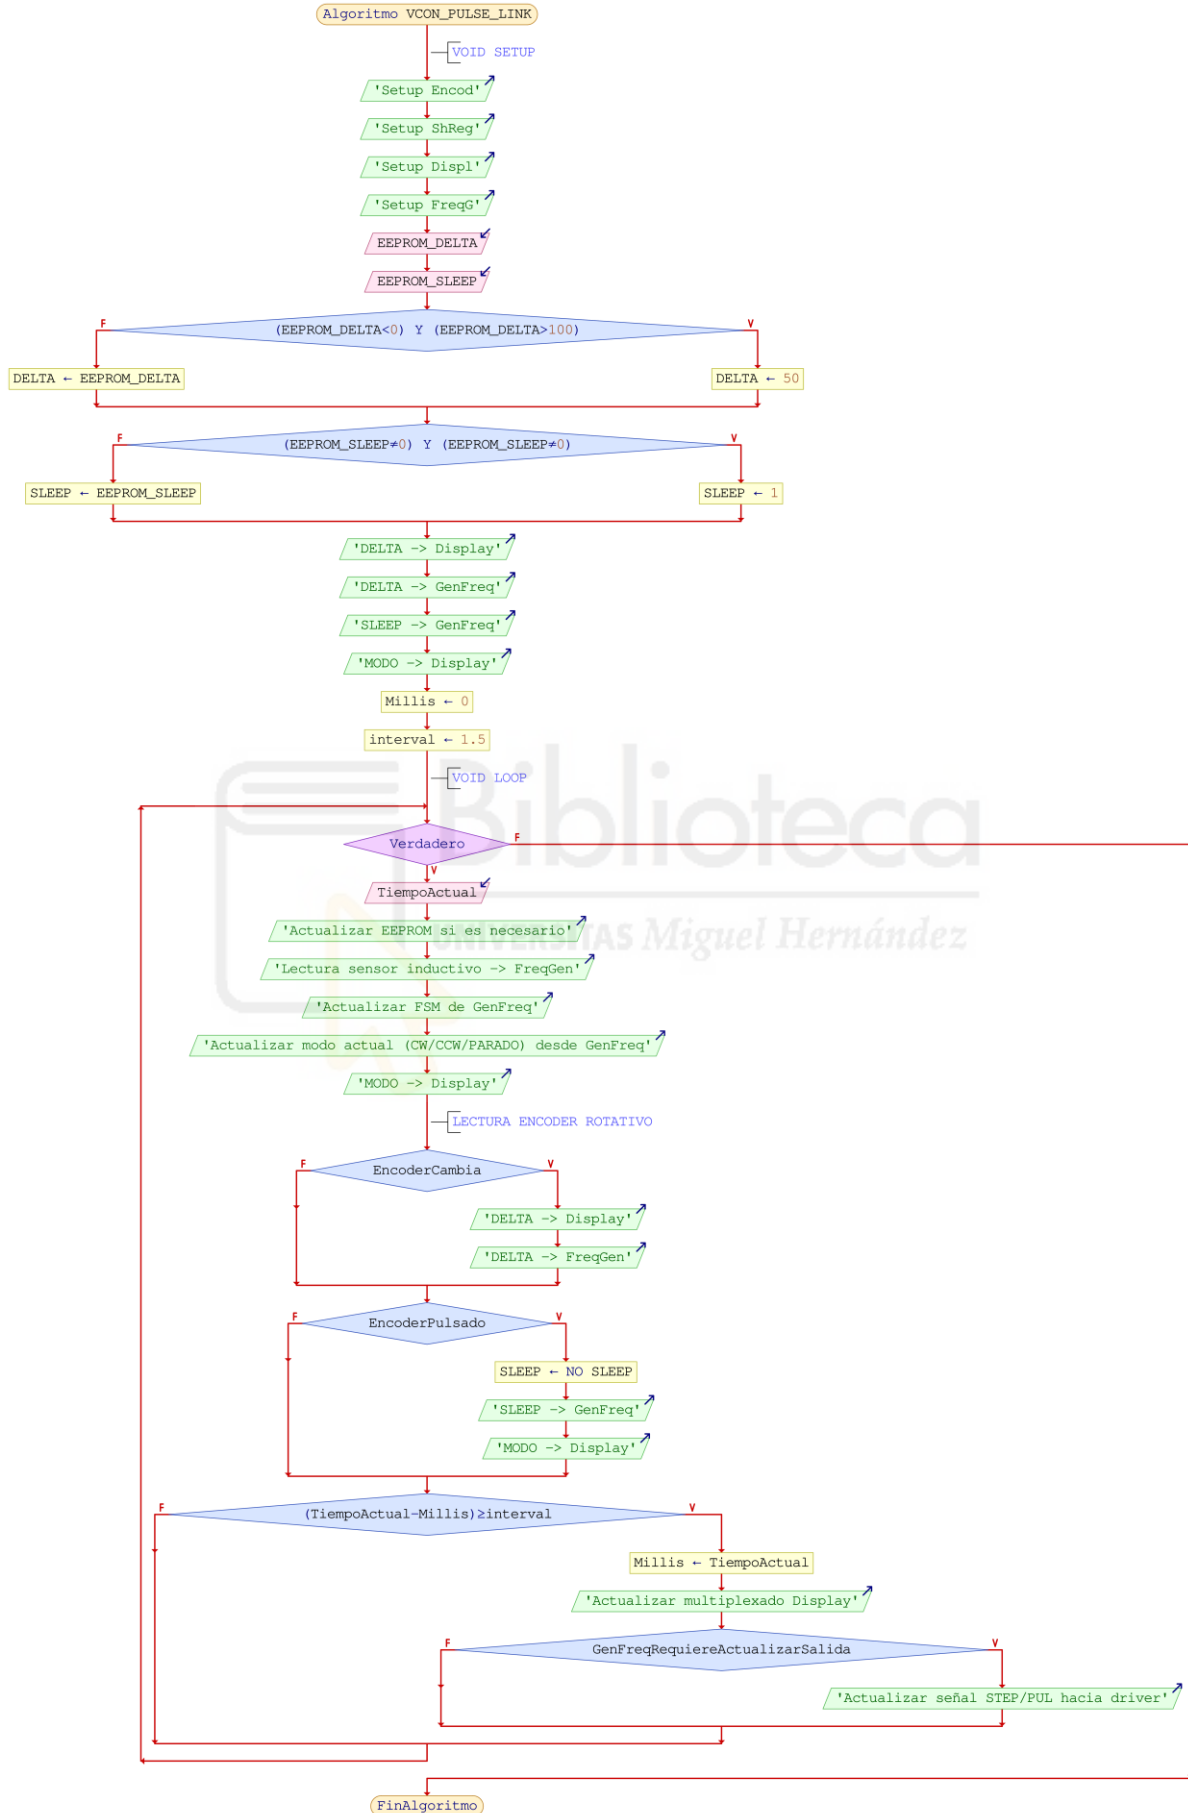 Algoritmo VCON_PULSE_LINK
VOID SETUP
'Setup Encod'
'Setup ShReg'
'Setup Displ'
'Setup FreqG'
EEPROM_DELTA
EEPROM_SLEEP
F (EEPROM_DELTA<0) Y (EEPROM_DELTA>100) V
DELTA ← EEPROM_DELTA
DELTA ← 50
F (EEPROM_SLEEP≠0) Y (EEPROM_SLEEP≠0) V
SLEEP ← EEPROM_SLEEP
SLEEP ← 1
'DELTA -> Display'
'DELTA -> GenFreq'
'SLEEP -> GenFreq'
'MODO -> Display'
Millis ← 0
interval ← 1.5
VOID LOOP
Biblioteca
Verdadero F
V
TiempoActual
'Actualizar EEPROM si es necesario'
UNIVERSITAS Miguel Hernández
'Lectura sensor inductivo -> FreqGen'
'Actualizar FSM de GenFreq'
'Actualizar modo actual (CW/CCW/PARADO) desde GenFreq'
'MODO -> Display'
LECTURA ENCODER ROTATIVO
F EncoderCambia V
'DELTA -> Display'
'DELTA -> FreqGen'
F EncoderPulsado V
SLEEP ← NO SLEEP
'SLEEP -> GenFreq'
'MODO -> Display'
F (TiempoActual-Millis)≥interval V
Millis ← TiempoActual
'Actualizar multiplexado Display'
F GenFreqRequiereActualizarSalida V
'Actualizar señal STEP/PUL hacia driver'
FinAlgoritmo